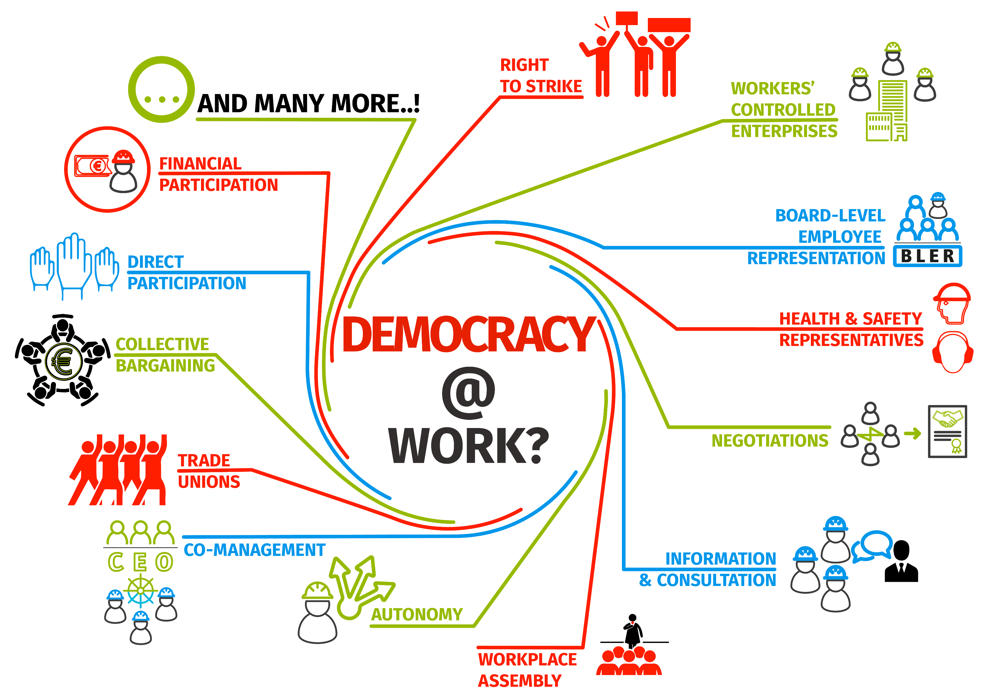 DEMOCRACY
@
WORK?
RIGHT
TO STRIKE
WORKERS’
CONTROLLED
ENTERPRISES
BOARD-LEVEL
EMPLOYEE
REPRESENTATION
BLER
HEALTH & SAFETY
REPRESENTATIVES
NEGOTIATIONS
INFORMATION
& CONSULTATION
WORKPLACE
ASSEMBLY
AUTONOMY
CO-MANAGEMENT
CEO
TRADE
UNIONS
COLLECTIVE
BARGAINING
€
DIRECT
PARTICIPATION
FINANCIAL
PARTICIPATION
€
...
AND MANY MORE..!